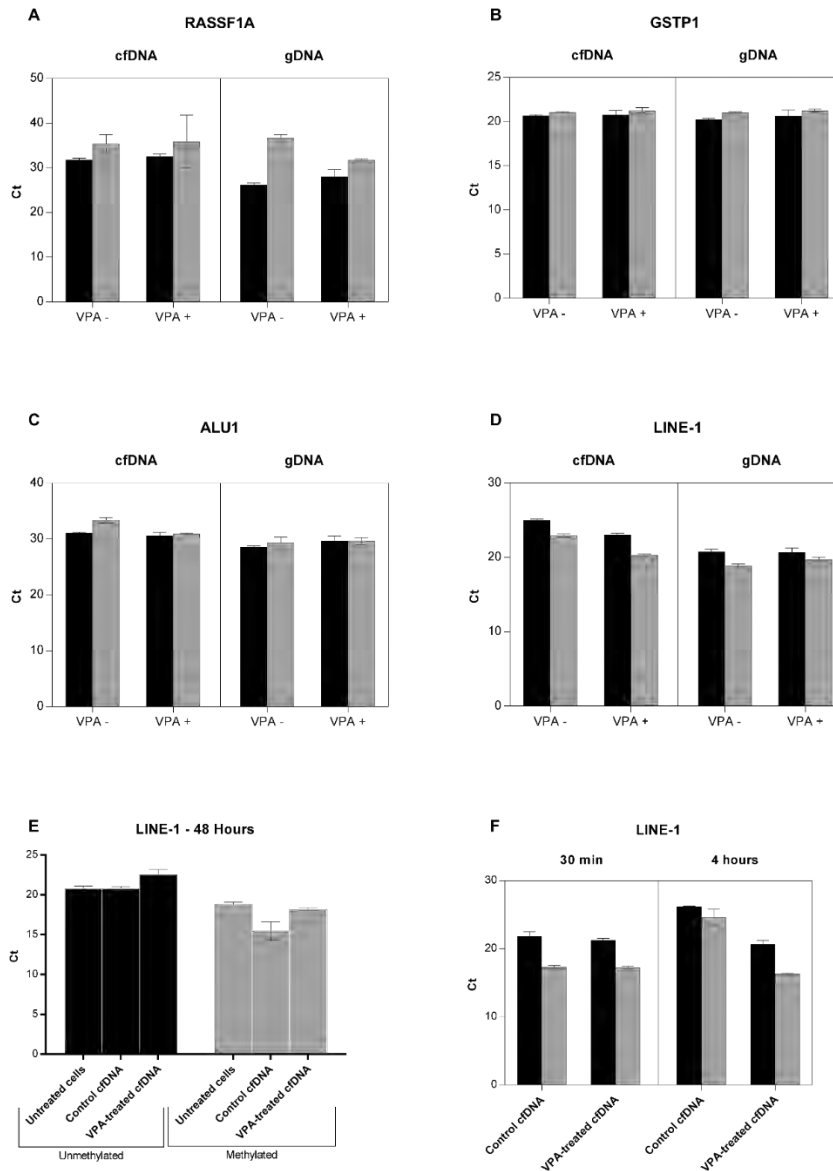 A
RASSF1A
cfDNA gDNA
50
40
30
20
10
0
Ct
VPA - VPA + VPA - VPA +
B
GSTP1
cfDNA gDNA
25
20
15
10
5
0
Ct
VPA - VPA + VPA - VPA +
C
ALU1
cfDNA gDNA
40
30
20
10
0
Ct
VPA - VPA + VPA - VPA +
D
LINE-1
cfDNA gDNA
30
20
10
0
Ct
VPA - VPA + VPA - VPA +
E
LINE-1 - 48 Hours
25
20
15
10
5
0
Ct
Untreated cells
Control cfDNA
VPA-treated cfDNA
Untreated cells
Control cfDNA
VPA-treated cfDNA
Unmethylated Methylated
F
LINE-1
30 min 4 hours
30
20
10
0
Ct
Control cfDNA
VPA-treated cfDNA
Control cfDNA
VPA-treated cfDNA